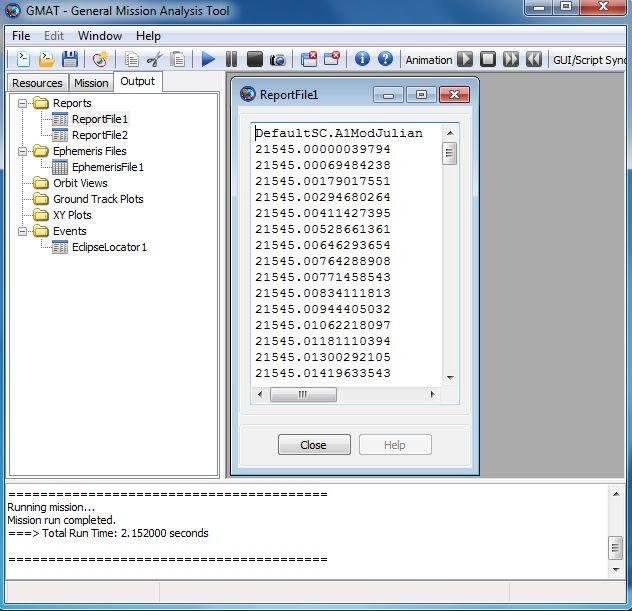 GMAT - General Mission Analysis Tool
File Edit Window Help
Animation GUI/Script Sync
Resources Mission Output
Reports
ReportFile1
ReportFile2
Ephemeris Files
EphemerisFile1
Orbit Views
Ground Track Plots
XY Plots
Events
EclipseLocator1
ReportFile1
DefaultSC.A1ModJulian
21545.00000039794
21545.00069484238
21545.00179017551
21545.00294680264
21545.00411427395
21545.00528661361
21545.00646293654
21545.00764288908
21545.00771458543
21545.00834111813
21545.00944405032
21545.01062218097
21545.01181110394
21545.01300292105
21545.01419633543
Close Help
========================================
Running mission...
Mission run completed.
===> Total Run Time: 2.152000 seconds
========================================